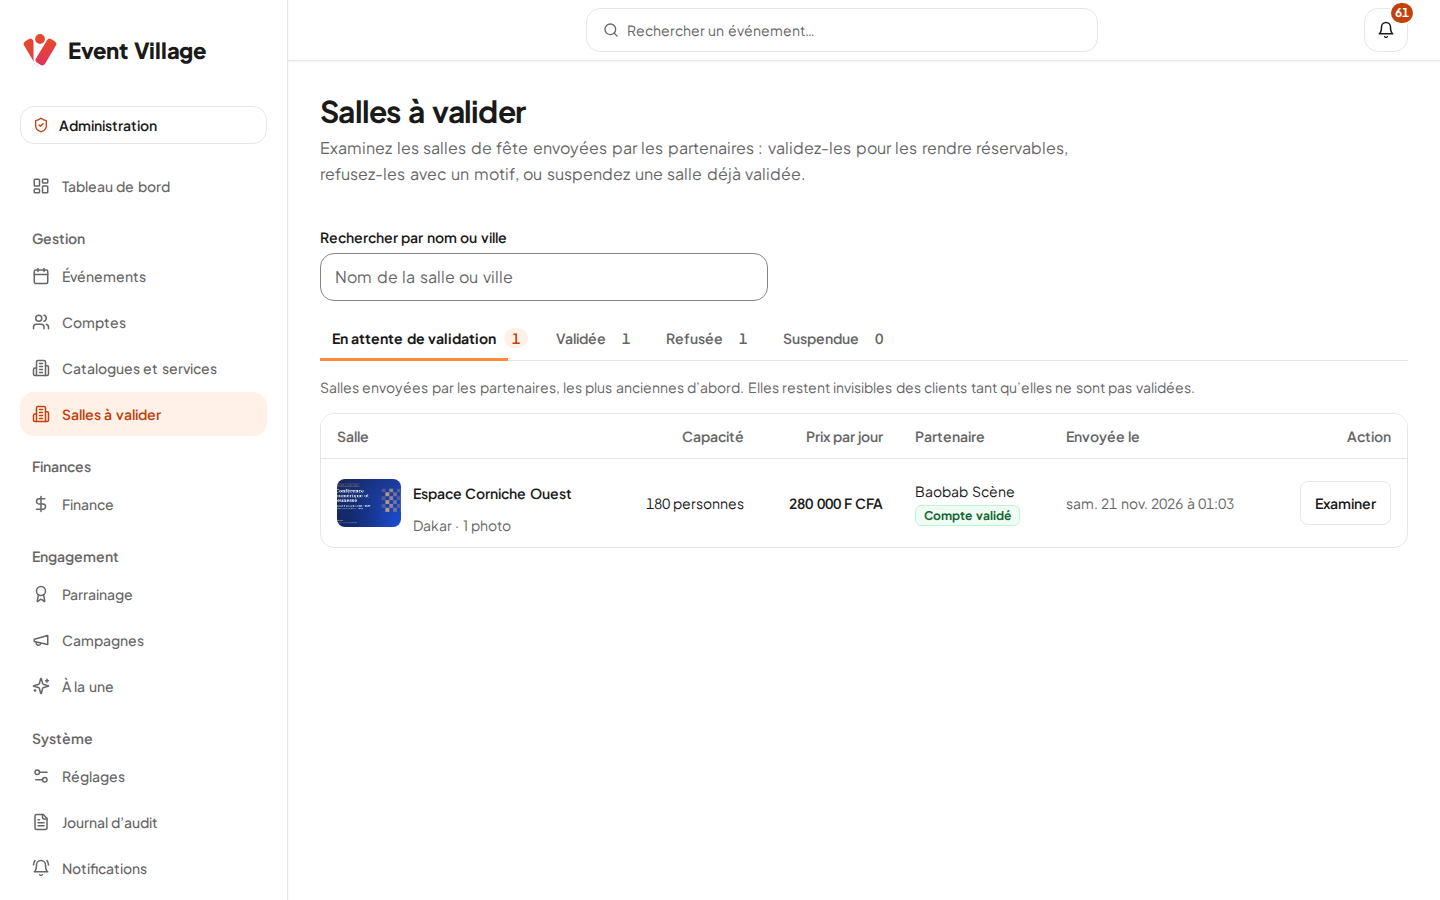 Event Village
Rechercher un événement…
61
Administration
Tableau de bord
Gestion
Événements
Comptes
Catalogues et services
Salles à valider
Finances
Finance
Engagement
Parrainage
Campagnes
À la une
Système
Réglages
Journal d'audit
Notifications
Salles à valider
Examinez les salles de fête envoyées par les partenaires : validez-les pour les rendre réservables,
refusez-les avec un motif, ou suspendez une salle déjà validée.
Rechercher par nom ou ville
Nom de la salle ou ville
En attente de validation 1 Validée 1 Refusée 1 Suspendue 0
Salles envoyées par les partenaires, les plus anciennes d'abord. Elles restent invisibles des clients tant qu'elles ne sont pas validées.
Salle Capacité Prix par jour Partenaire Envoyée le Action
Espace Corniche Ouest
Dakar · 1 photo
180 personnes
280 000 F CFA
Baobab Scène
Compte validé
sam. 21 nov. 2026 à 01:03
Examiner